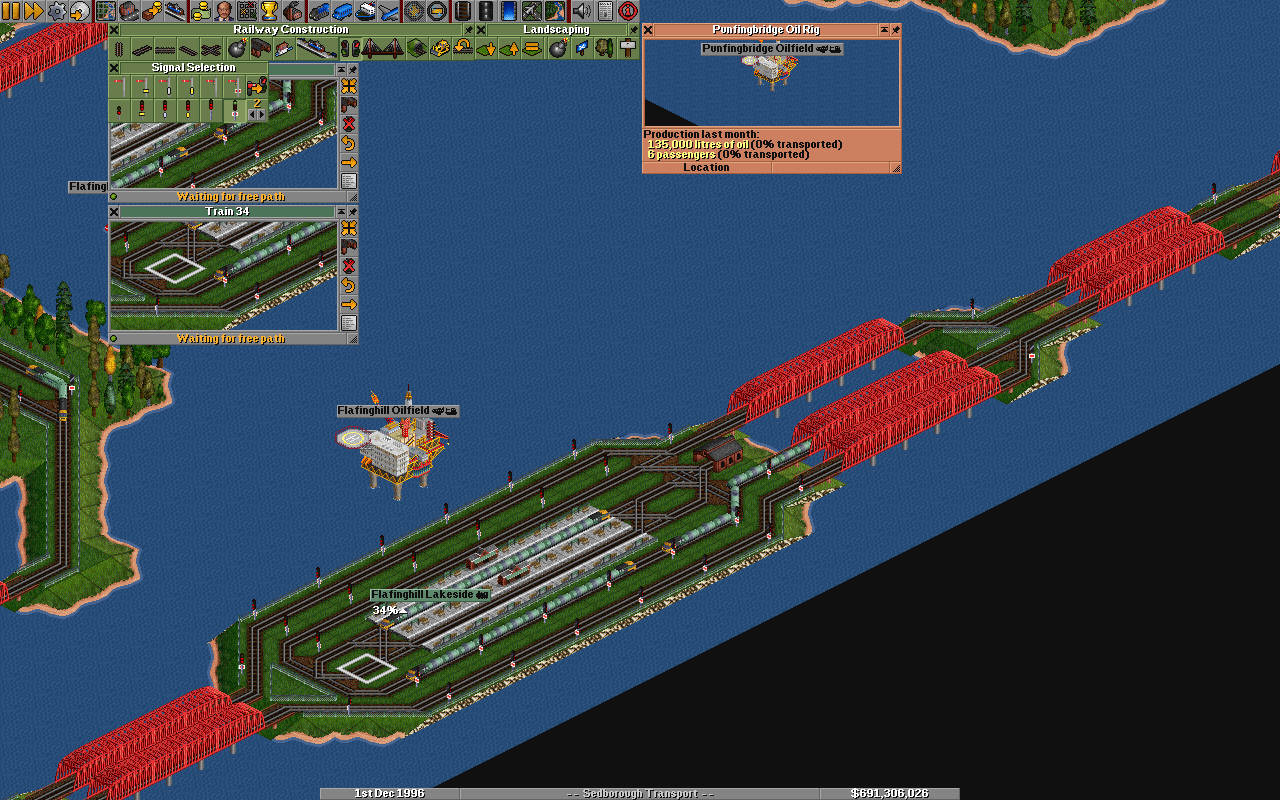 Railway Construction
Landscaping
Punfingbridge Oil Rig
Punfingbridge Oilfield
Signal Selection
2
Production last month:
135,000 litres of oil (0% transported)
6 passengers (0% transported)
Location
Flafing
Waiting for free path
Train 34
Waiting for free path
Flafinghill Oilfield
Flafinghill Lakeside
34%
1st Dec 1996
-- Sedborough Transport --
$691,306,026